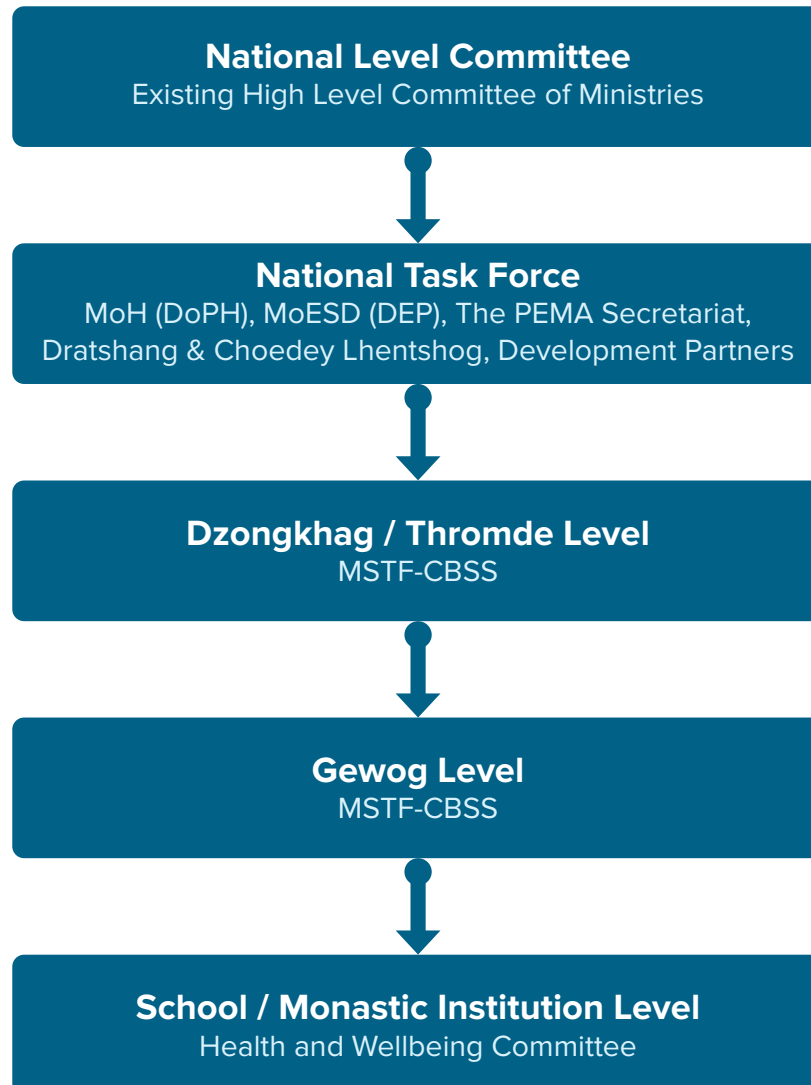 National Level Committee
Existing High Level Committee of Ministries
National Task Force
MoH (DoPH), MoESD (DEP), The PEMA Secretariat,
Dratshang & Choedey Lhentshog, Development Partners
Dzongkhag / Thromde Level
MSTF-CBSS
Gewog Level
MSTF-CBSS
School / Monastic Institution Level
Health and Wellbeing Committee